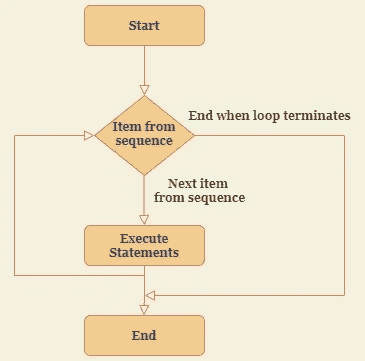 Start
End when loop terminates
Item from
sequence
Next item
from sequence
Execute
Statements
End